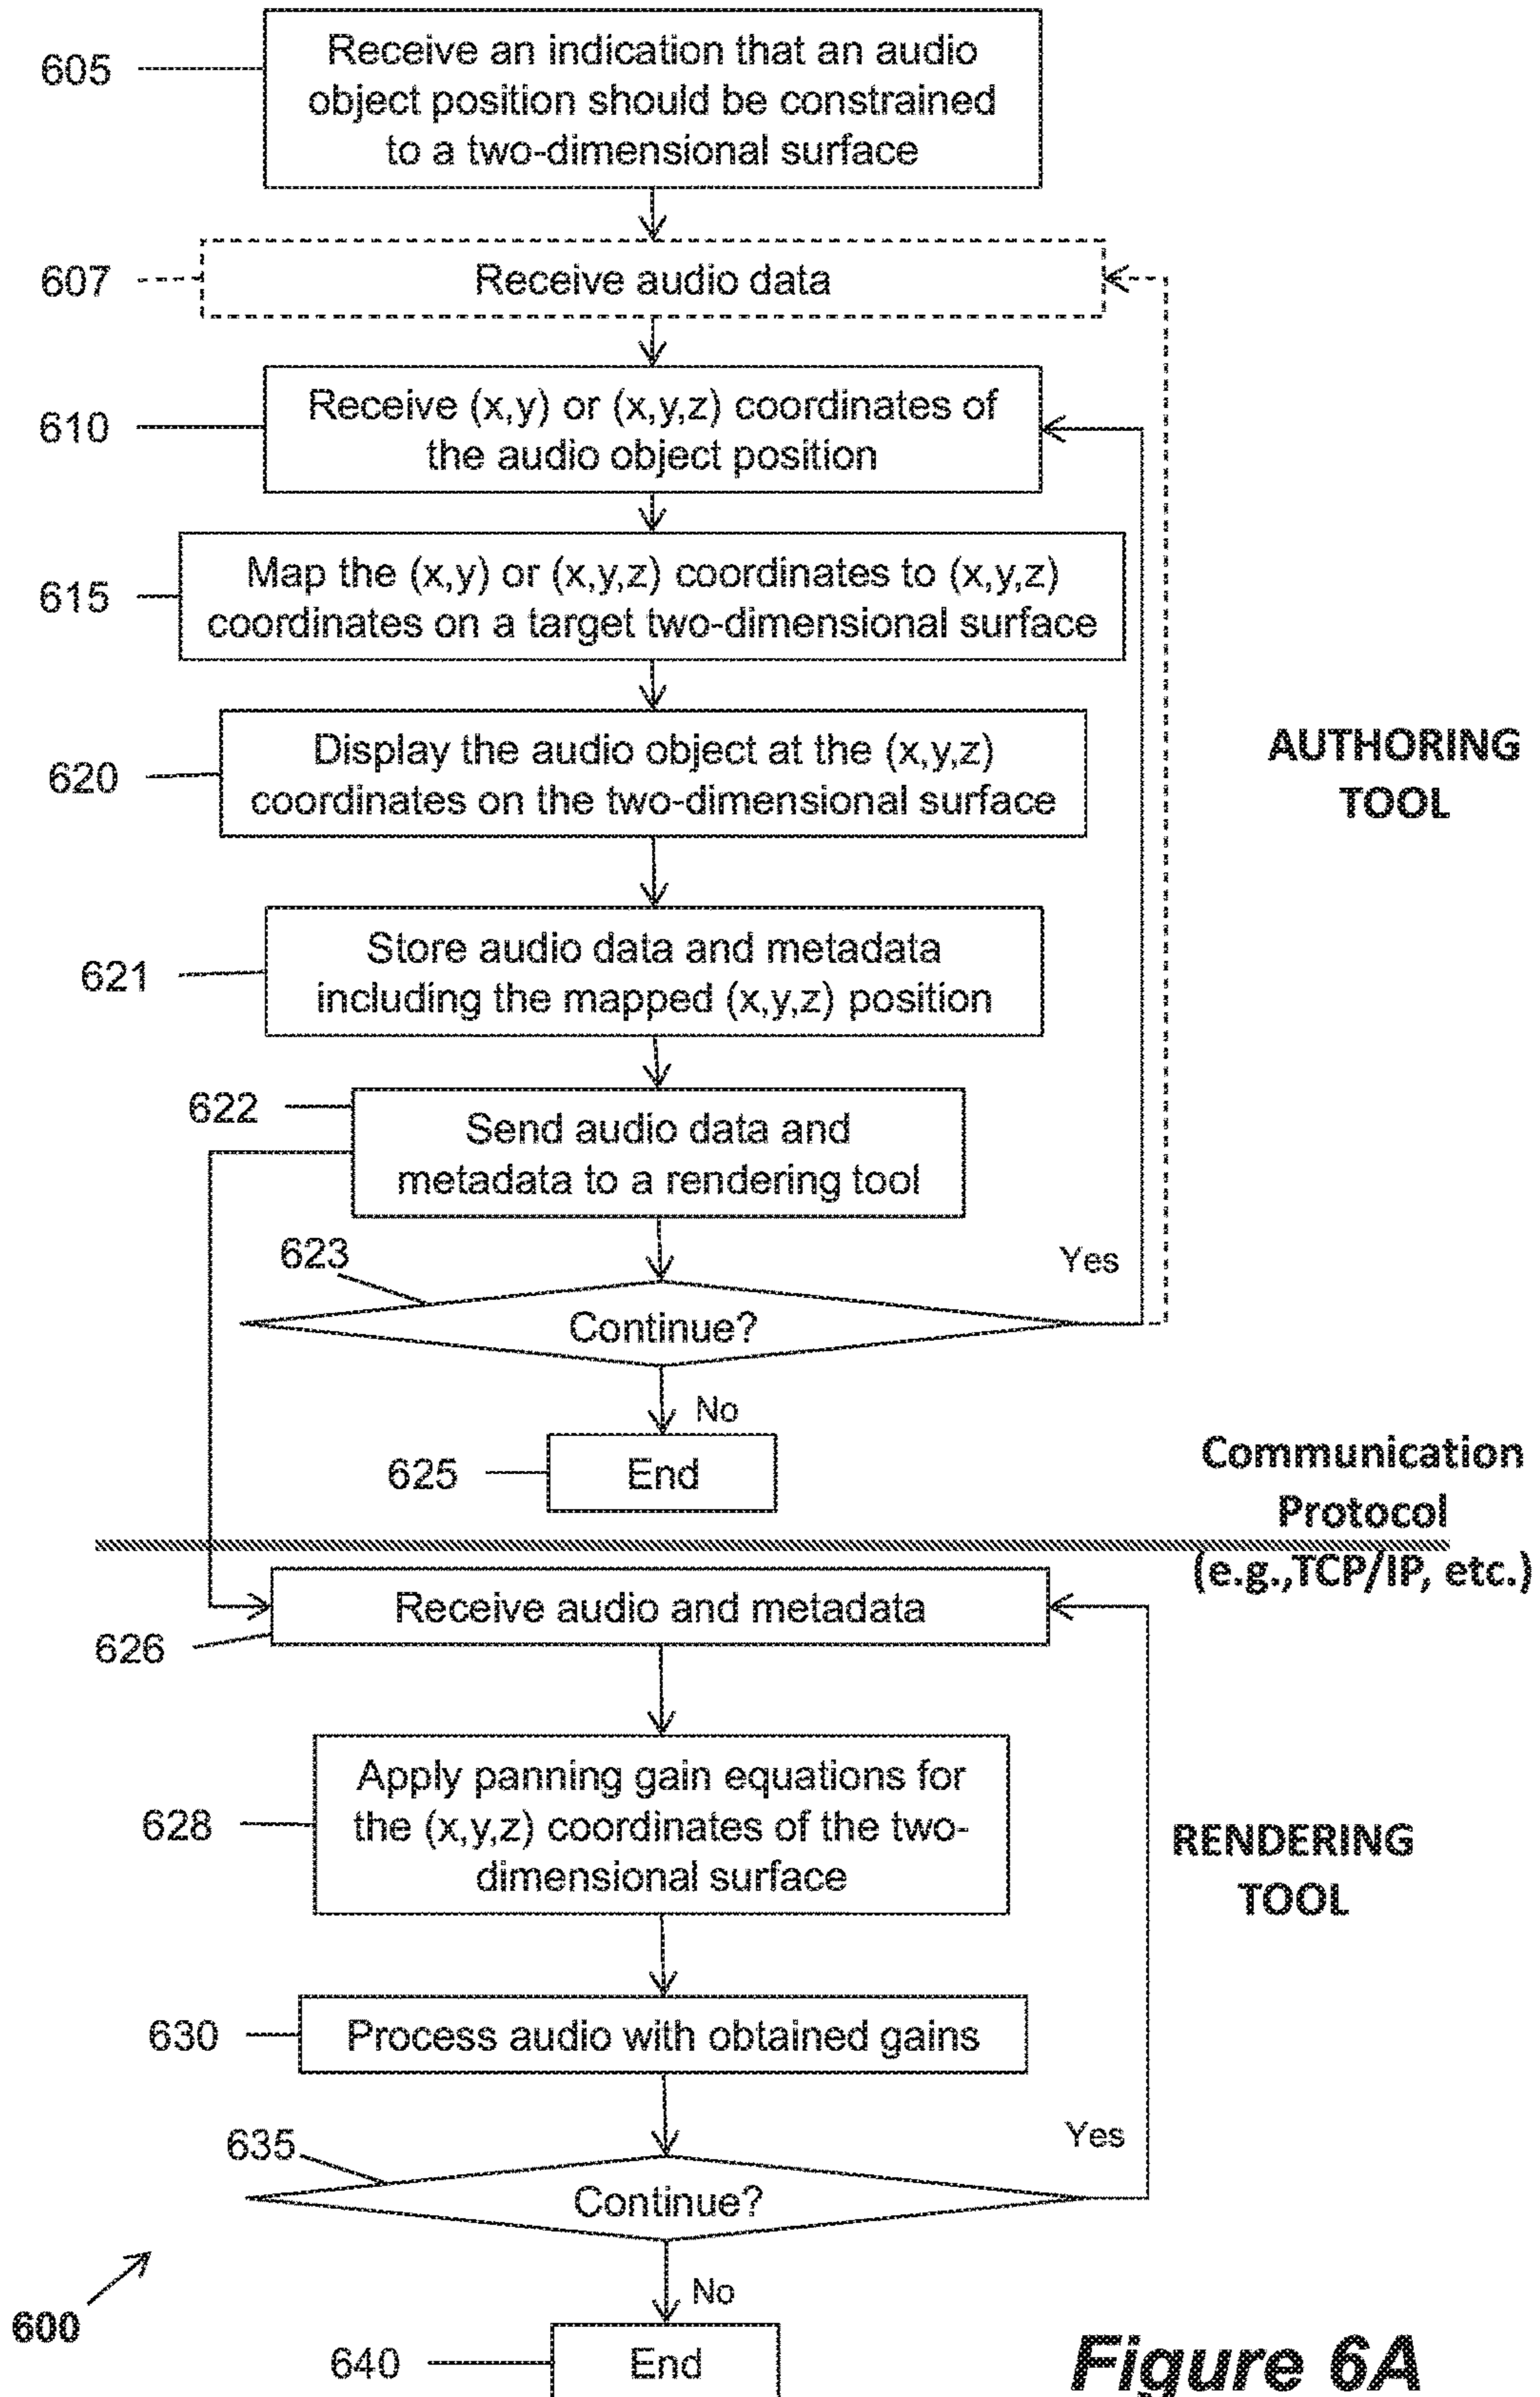 605
Receive an indication that an audio
object position should be constrained
to a two-dimensional surface
607
Receive audio data
610
Receive (x,y) or (x,y,z) coordinates of
the audio object position
615
Map the (x,y) or (x,y,z) coordinates to (x,y,z)
coordinates on a target two-dimensional surface
620
Display the audio object at the (x,y,z)
coordinates on the two-dimensional surface
AUTHORING
TOOL
621
Store audio data and metadata
including the mapped (x,y,z) position
622
Send audio data and
metadata to a rendering tool
623
Continue?
Yes
No
625
End
Communication
Protocol
(e.g.,TCP/IP, etc.)
626
Receive audio and metadata
628
Apply panning gain equations for
the (x,y,z) coordinates of the two-
dimensional surface
RENDERING
TOOL
630
Process audio with obtained gains
635
Continue?
Yes
No
600
640
End
Figure 6A